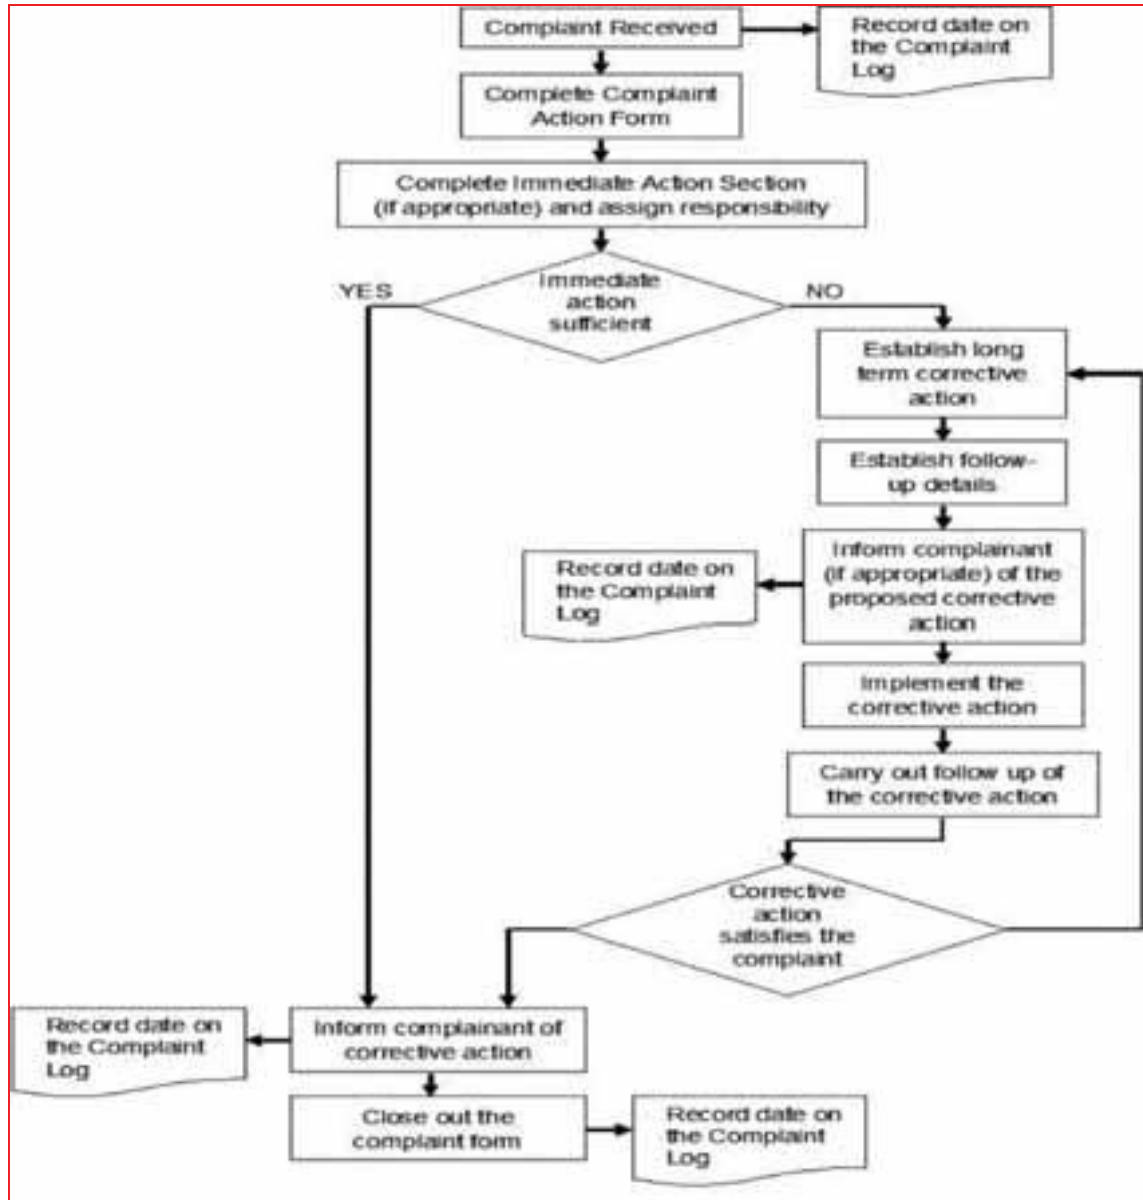 Complaint Received
Record date on
the Complaint
Log
Complete Complaint
Action Form
Complete Immediate Action Section
(if appropriate) and assign responsibility
YES
Immediate
action
sufficient
NO
Establish long
term corrective
action
Establish follow-
up details
Inform complainant
(if appropriate) of the
proposed corrective
action
Record date on
the Complaint
Log
Implement the
corrective action
Carry out follow up of
the corrective action
Corrective
action
satisfies the
complaint
Inform complainant of
corrective action
Record date on
the Complaint
Log
Close out the
complaint form
Record date on
the Complaint
Log